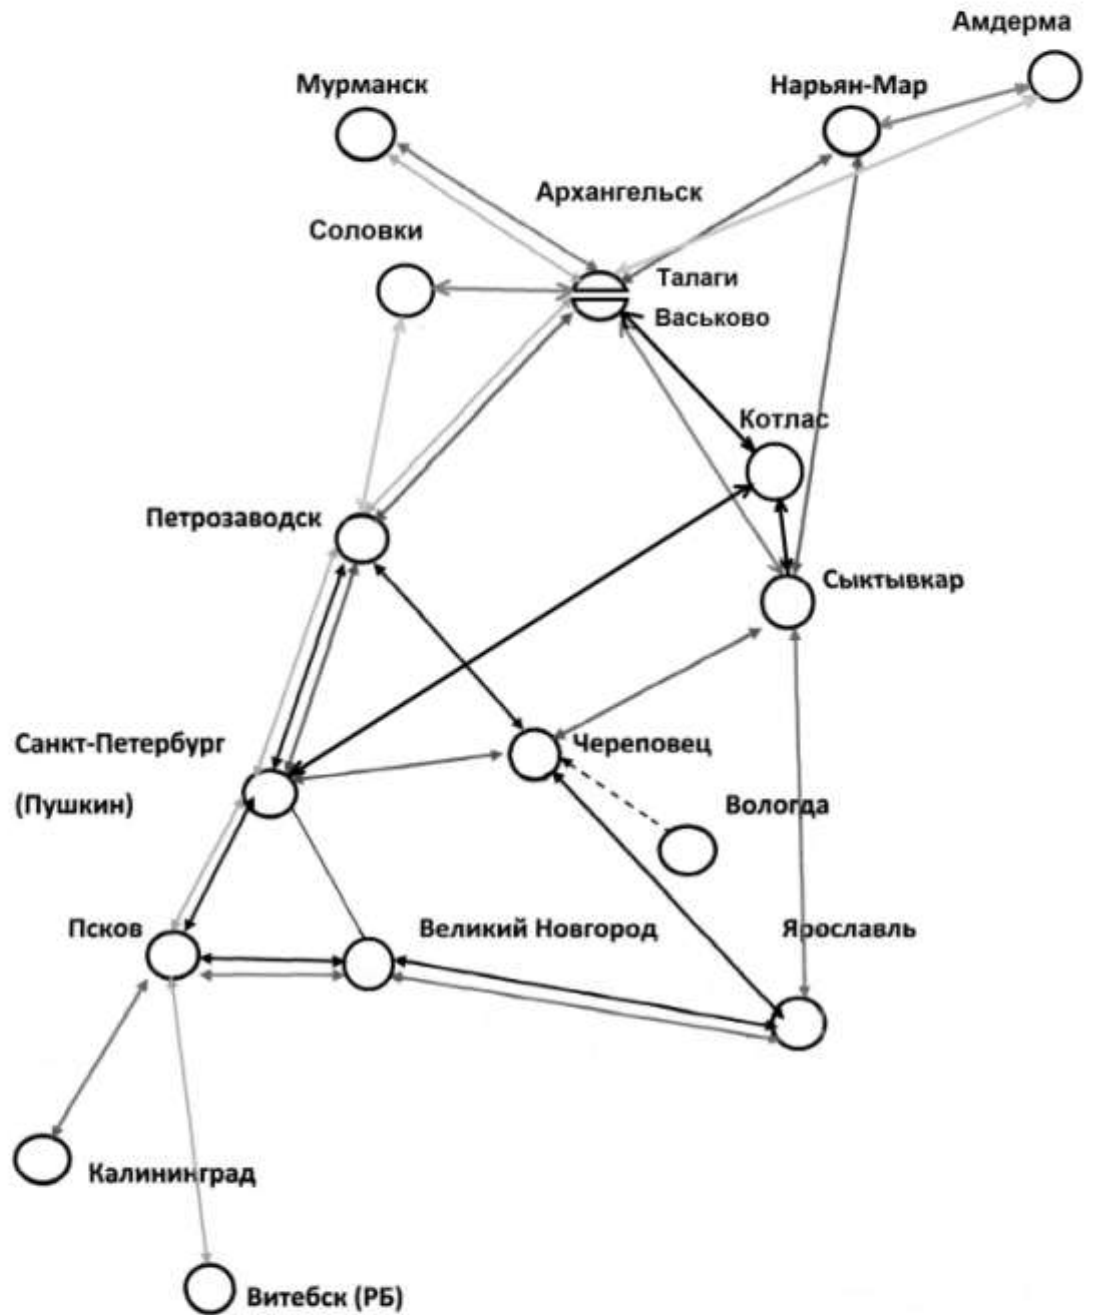 Амдерма
Мурманск
Нарьян-Мар
Архангельск
Соловки
Талаги
Васьково
Котлас
Петрозаводск
Сыктывкар
Санкт-Петербург
(Пушкин)
Череповец
Вологда
Псков
Великий Новгород
Ярославль
Калининград
Витебск (РБ)